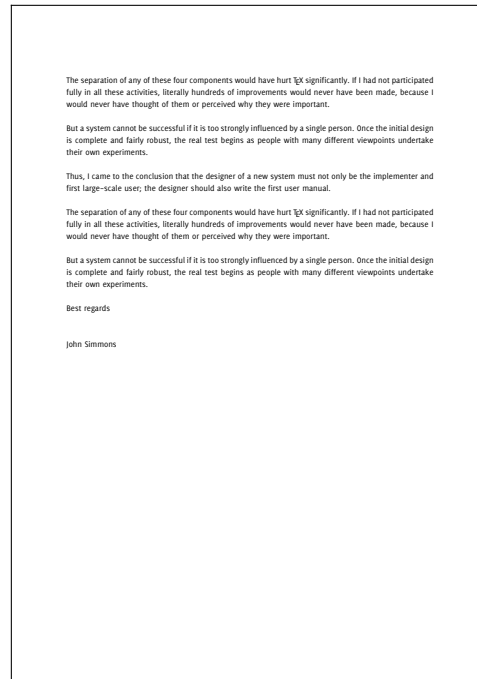 The separation of any of these four components would have hurt TEX significantly. If I had not participated
fully in all these activities, literally hundreds of improvements would never have been made, because I
would never have thought of them or perceived why they were important.
But a system cannot be successful if it is too strongly influenced by a single person. Once the initial design
is complete and fairly robust, the real test begins as people with many different viewpoints undertake
their own experiments.
Thus, I came to the conclusion that the designer of a new system must not only be the implementer and
first large-scale user; the designer should also write the first user manual.
The separation of any of these four components would have hurt TEX significantly. If I had not participated
fully in all these activities, literally hundreds of improvements would never have been made, because I
would never have thought of them or perceived why they were important.
But a system cannot be successful if it is too strongly influenced by a single person. Once the initial design
is complete and fairly robust, the real test begins as people with many different viewpoints undertake
their own experiments.
Best regards
John Simmons